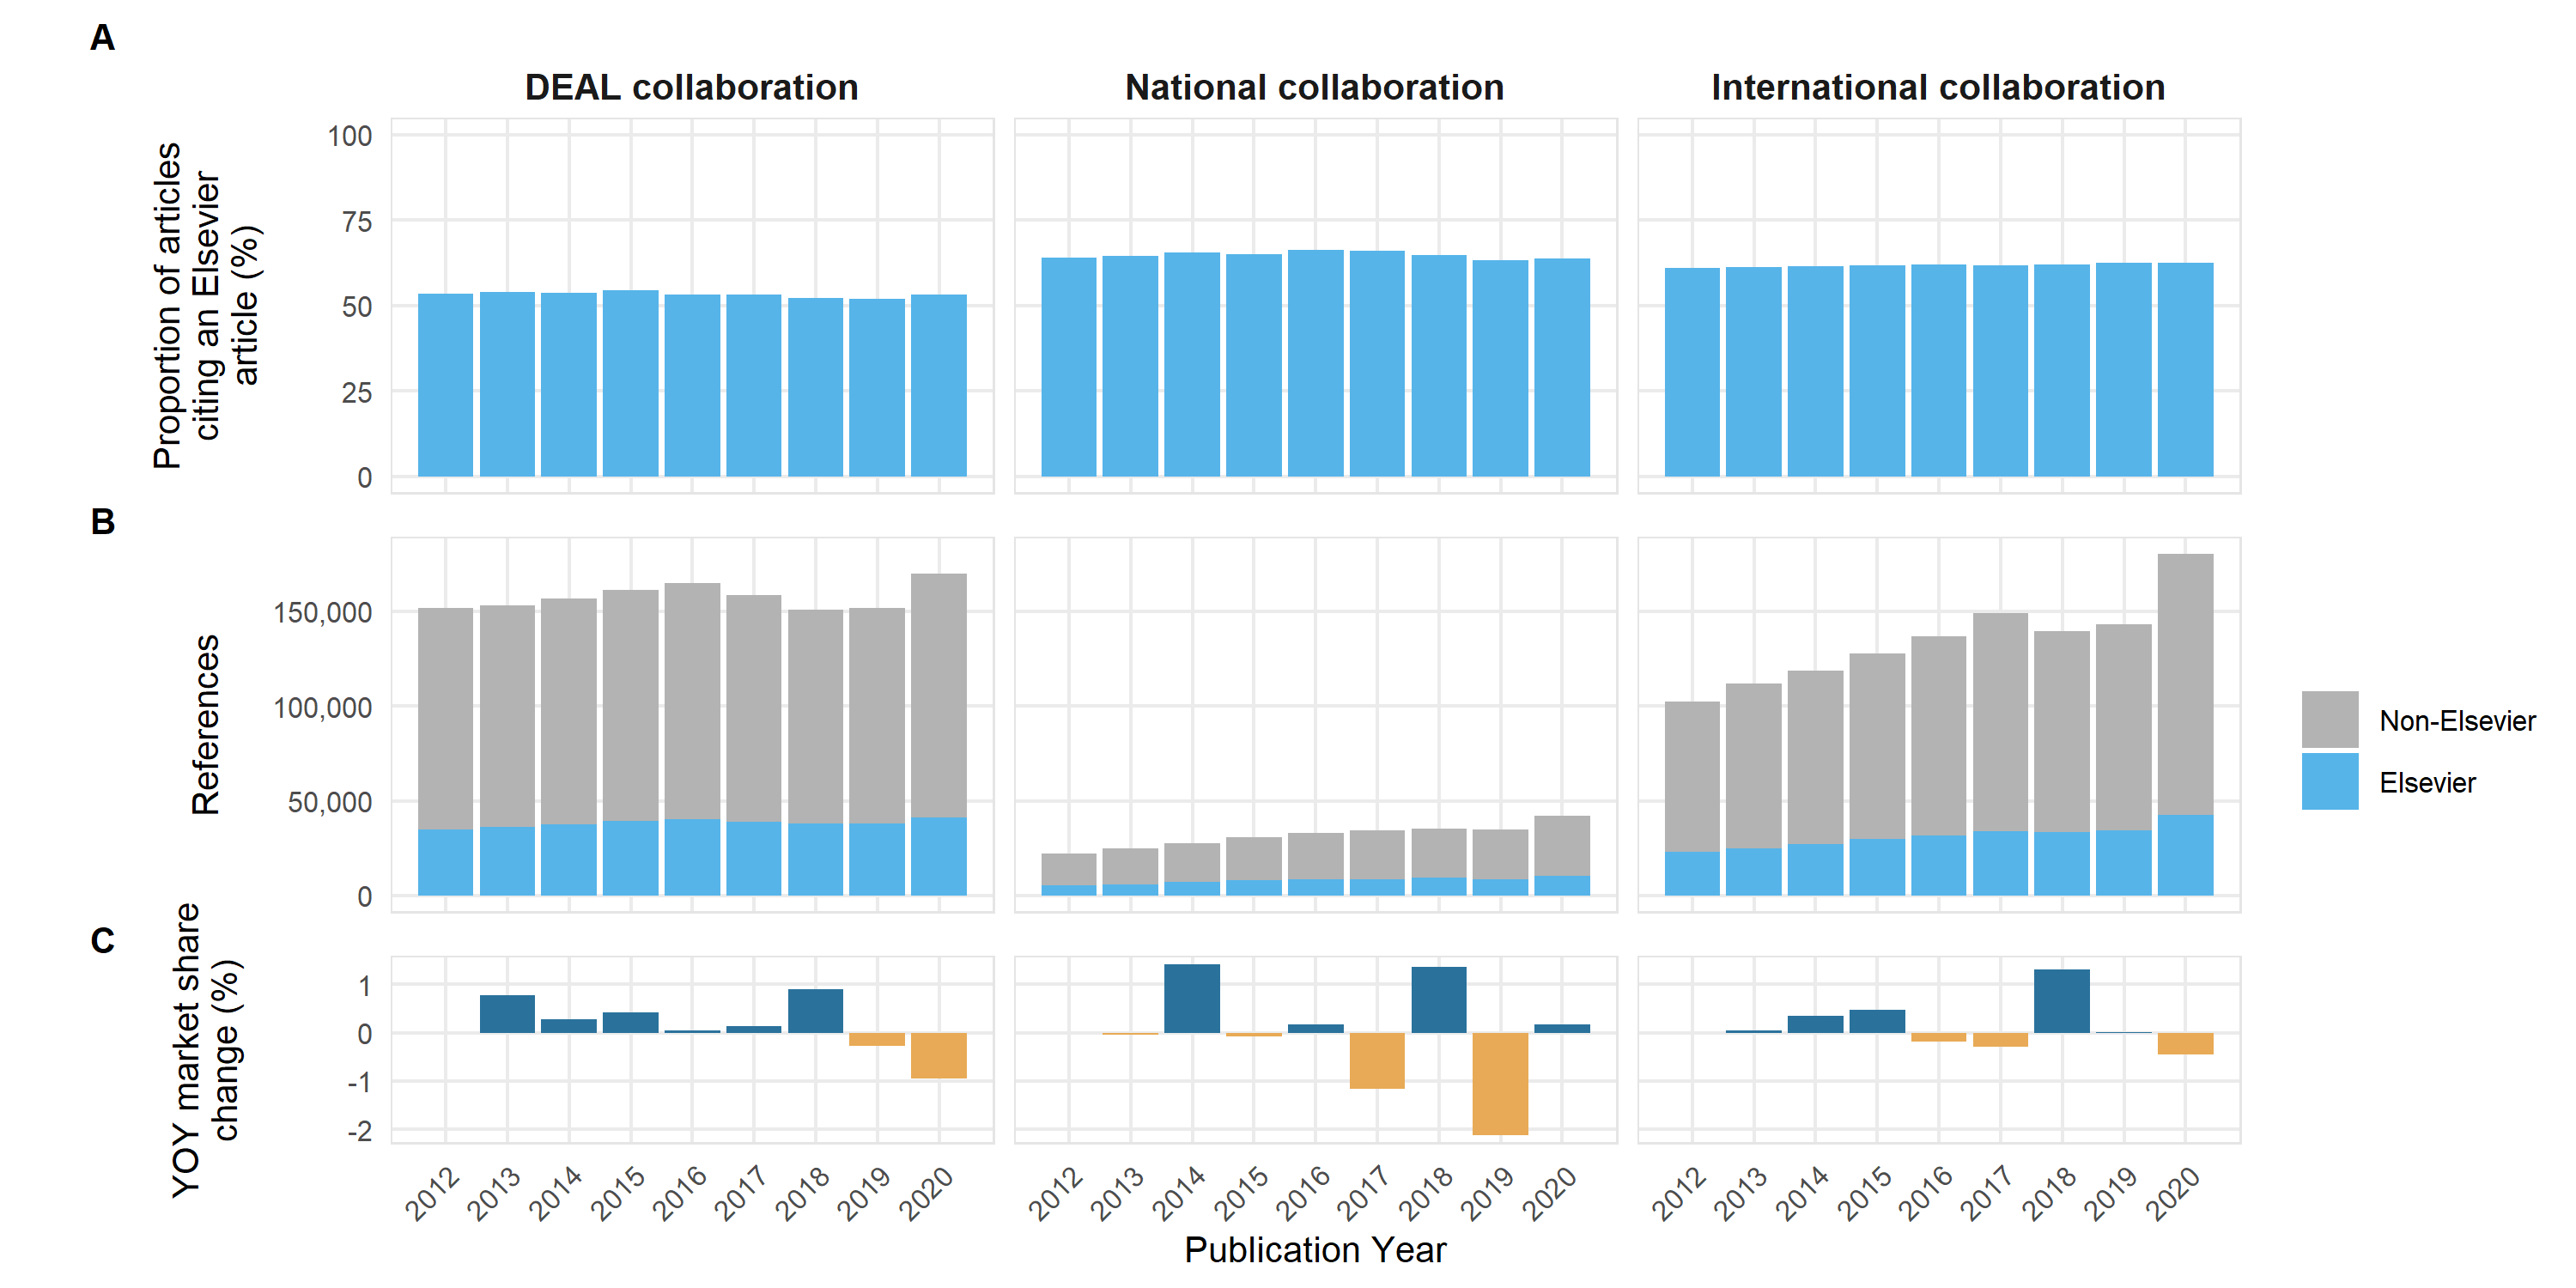 A
DEAL collaboration
National collaboration
International collaboration
Proportion of articles
citing an Elsevier
article (%)
100
75
50
25
0
B
References
150,000
100,000
50,000
0
Non-Elsevier
Elsevier
C
YOY market share
change (%)
1
0
-1
-2
2012 2013 2014 2015 2016 2017 2018 2019 2020
2012 2013 2014 2015 2016 2017 2018 2019 2020
2012 2013 2014 2015 2016 2017 2018 2019 2020
Publication Year